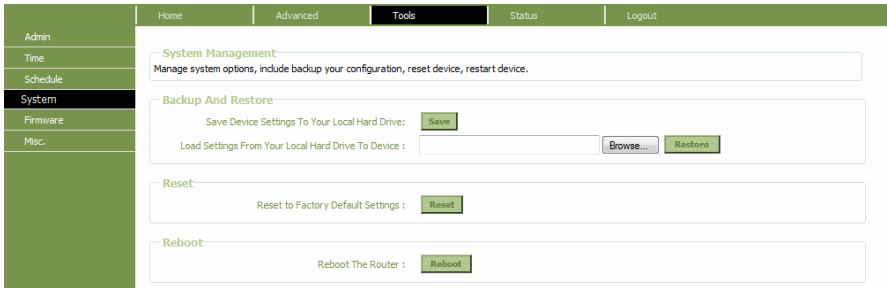 Home Advanced Tools Status Logout
Admin
Time
Schedule
System
Firmware
Misc.
System Management
Manage system options, include backup your configuration, reset device, restart device.
Backup And Restore
Save Device Settings To Your Local Hard Drive: Save
Load Settings From Your Local Hard Drive To Device : Browse... Restore
Reset
Reset to Factory Default Settings : Reset
Reboot
Reboot The Router : Reboot